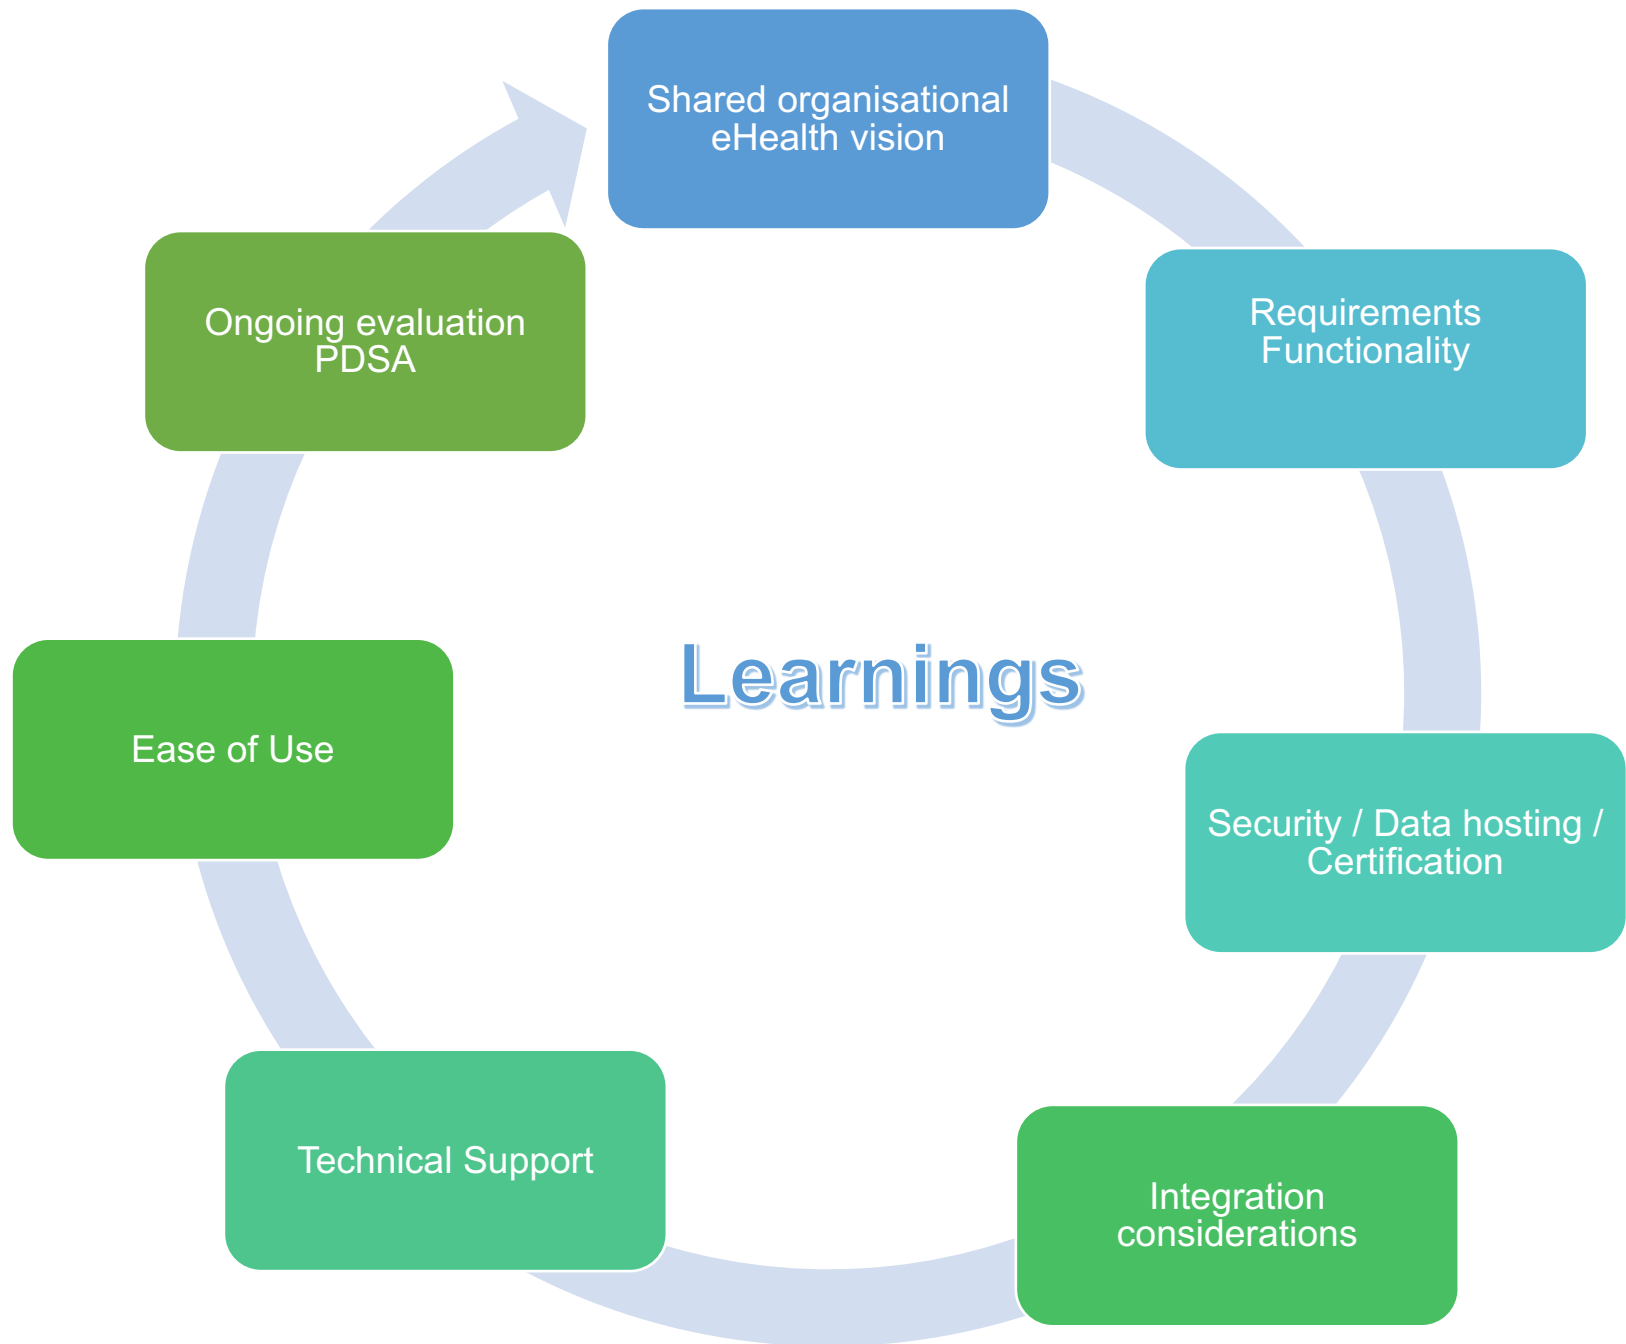 Shared organisational
eHealth vision
Requirements
Functionality
Security / Data hosting /
Certification
Integration
considerations
Technical Support
Ease of Use
Ongoing evaluation
PDSA
Learnings